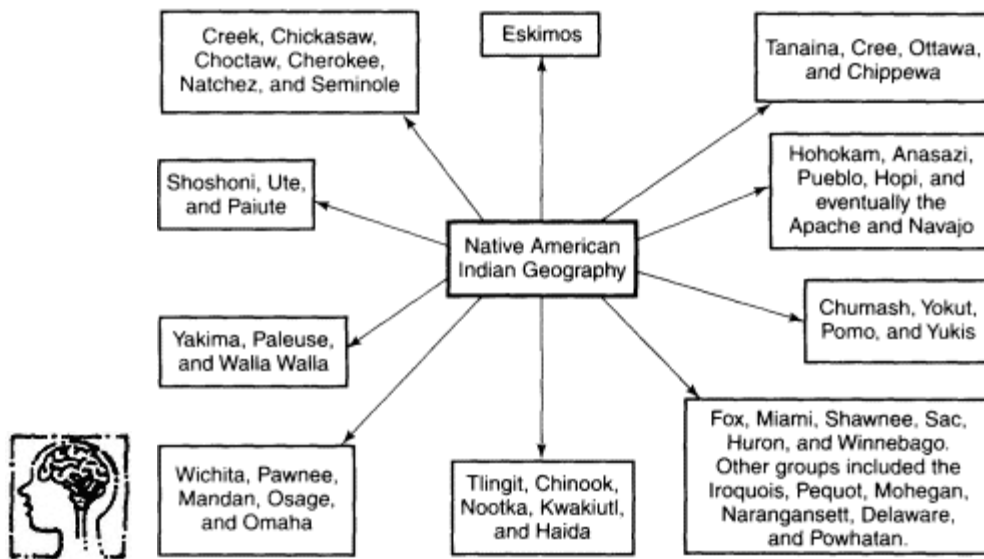 Creek, Chickasaw,
Choctaw, Cherokee,
Natchez, and Seminole
Eskimos
Tanaina, Cree, Ottawa,
and Chippewa
Shoshoni, Ute,
and Paiute
Hohokam, Anasazi,
Pueblo, Hopi, and
eventually the
Apache and Navajo
Native American
Indian Geography
Yakima, Paleuse,
and Walla Walla
Chumash, Yokut,
Pomo, and Yukis
Wichita, Pawnee,
Mandan, Osage,
and Omaha
Tlingit, Chinook,
Nootka, Kwakiutl,
and Haida
Fox, Miami, Shawnee, Sac,
Huron, and Winnebago.
Other groups included the
Iroquois, Pequot, Mohegan,
Narangansett, Delaware,
and Powhatan.